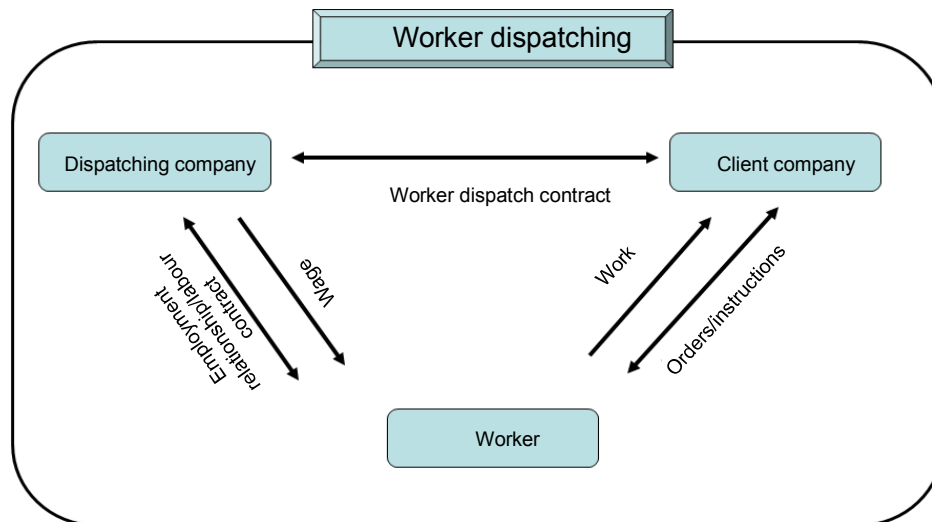 Worker dispatching
Dispatching company
Client company
Worker dispatch contract
Employment
relationship/labour
contract
Wage
Work
Orders/instructions
Worker